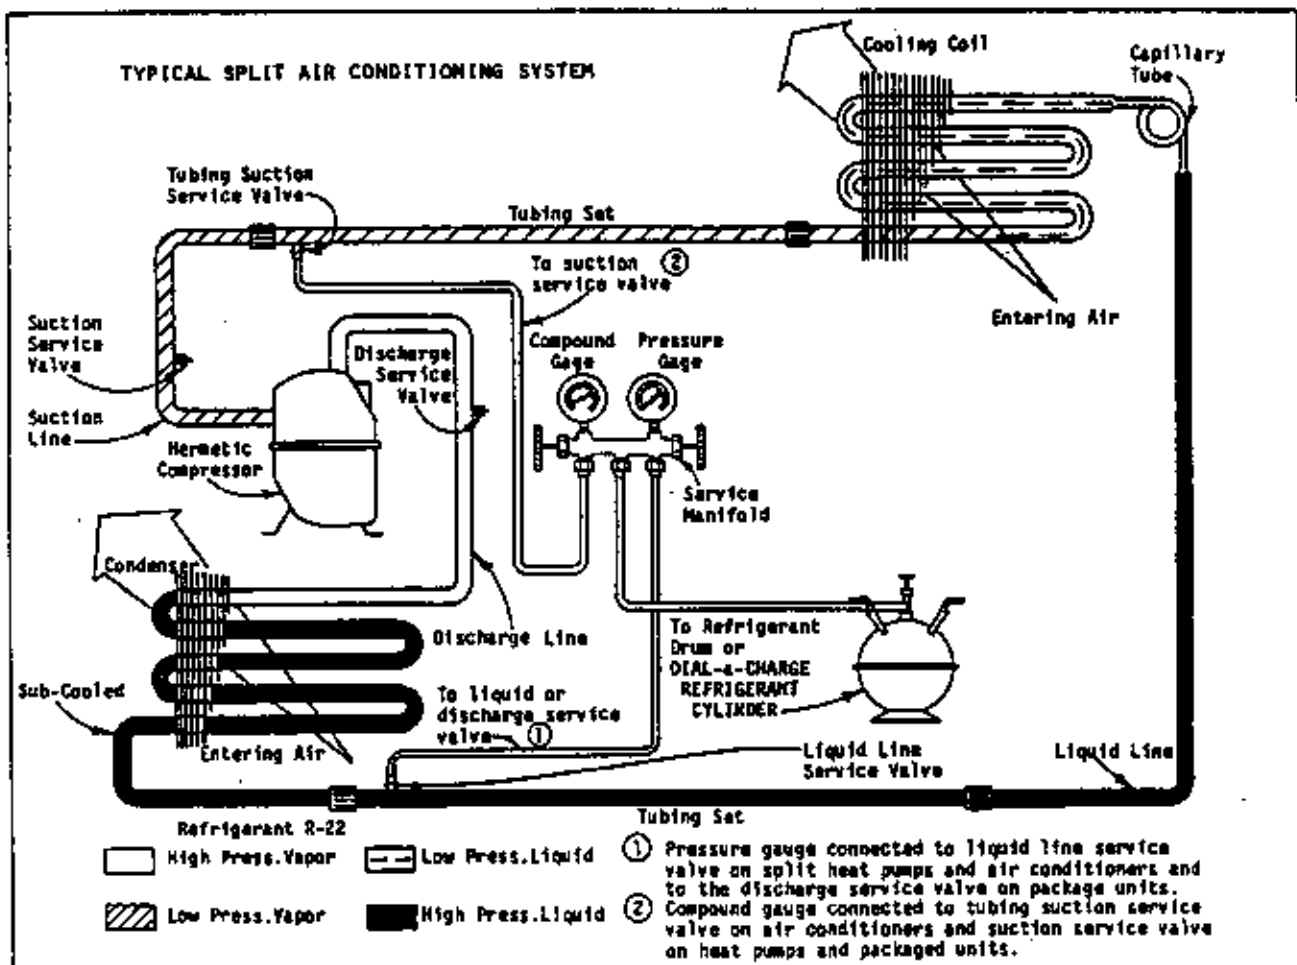 TYPICAL SPLIT AIR CONDITIONING SYSTEM
Cooling Coil
Capillary
Tube
Tubing Suction
Service Valve
Tubing Set
To suction ②
service valve
Entering Air
Suction
Service
Valve
Discharge
Service
Valve
Compound
Gage
Pressure
Gage
Suction
Line
Hermetic
Compressor
Service
Manifold
Condenser
Discharge Line
To Refrigerant
Drum or
DIAL-a-CHARGE
REFRIGERANT
CYLINDER
Sub-Cooled
To liquid or
discharge service
valve ①
Entering Air
Liquid Line
Service Valve
Liquid Line
Tubing Set
Refrigerant R-22
High Press.Vapor
Low Press.Liquid
Low Press.Vapor
High Press.Liquid
① Pressure gauge connected to liquid line service
valve on split heat pumps and air conditioners and
to the discharge service valve on package units.
② Compound gauge connected to tubing suction service
valve on air conditioners and suction service valve
on heat pumps and packaged units.